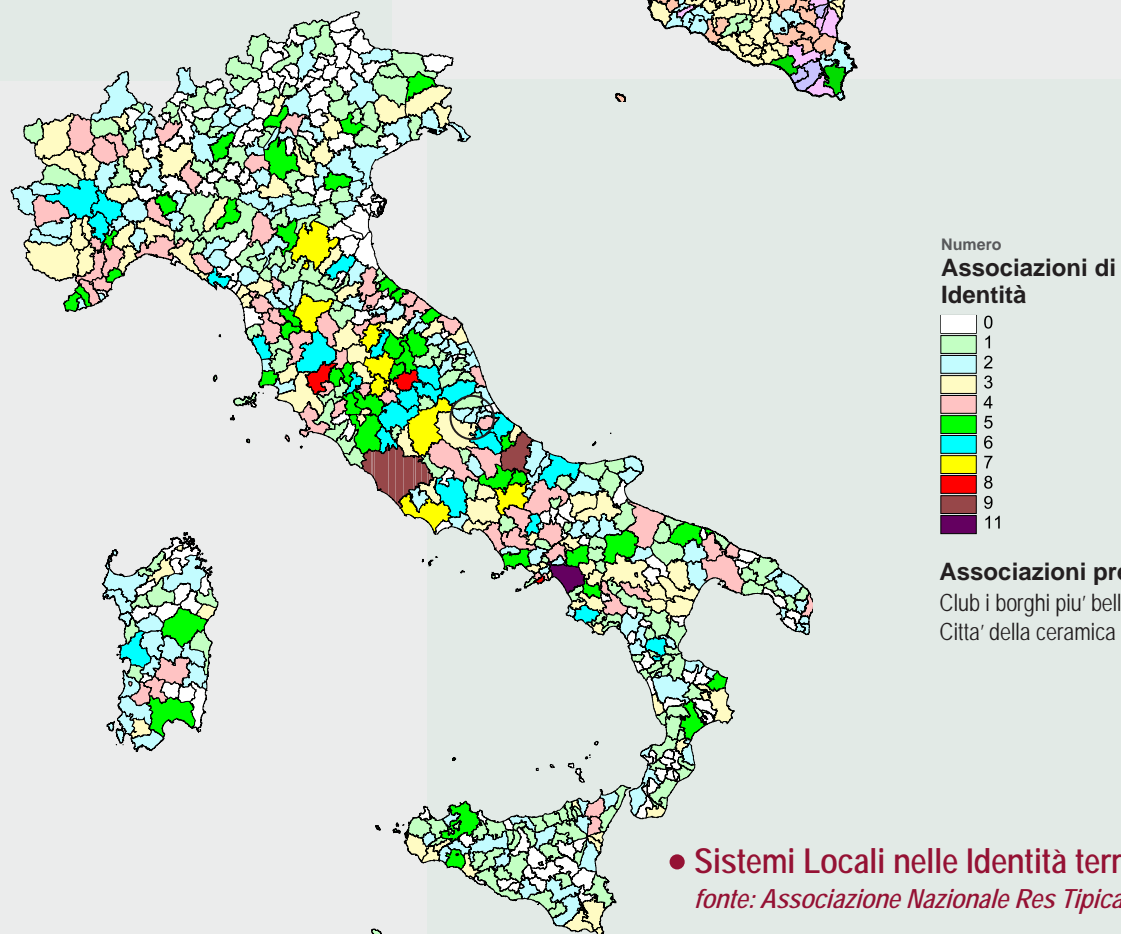 Numero
Associazioni di
Identità
0
1
2
3
4
5
6
7
8
9
11
Associazioni pre
Club i borghi piu' bell
Citta' della ceramica
• Sistemi Locali nelle Identità terr
fonte: Associazione Nazionale Res Tipica